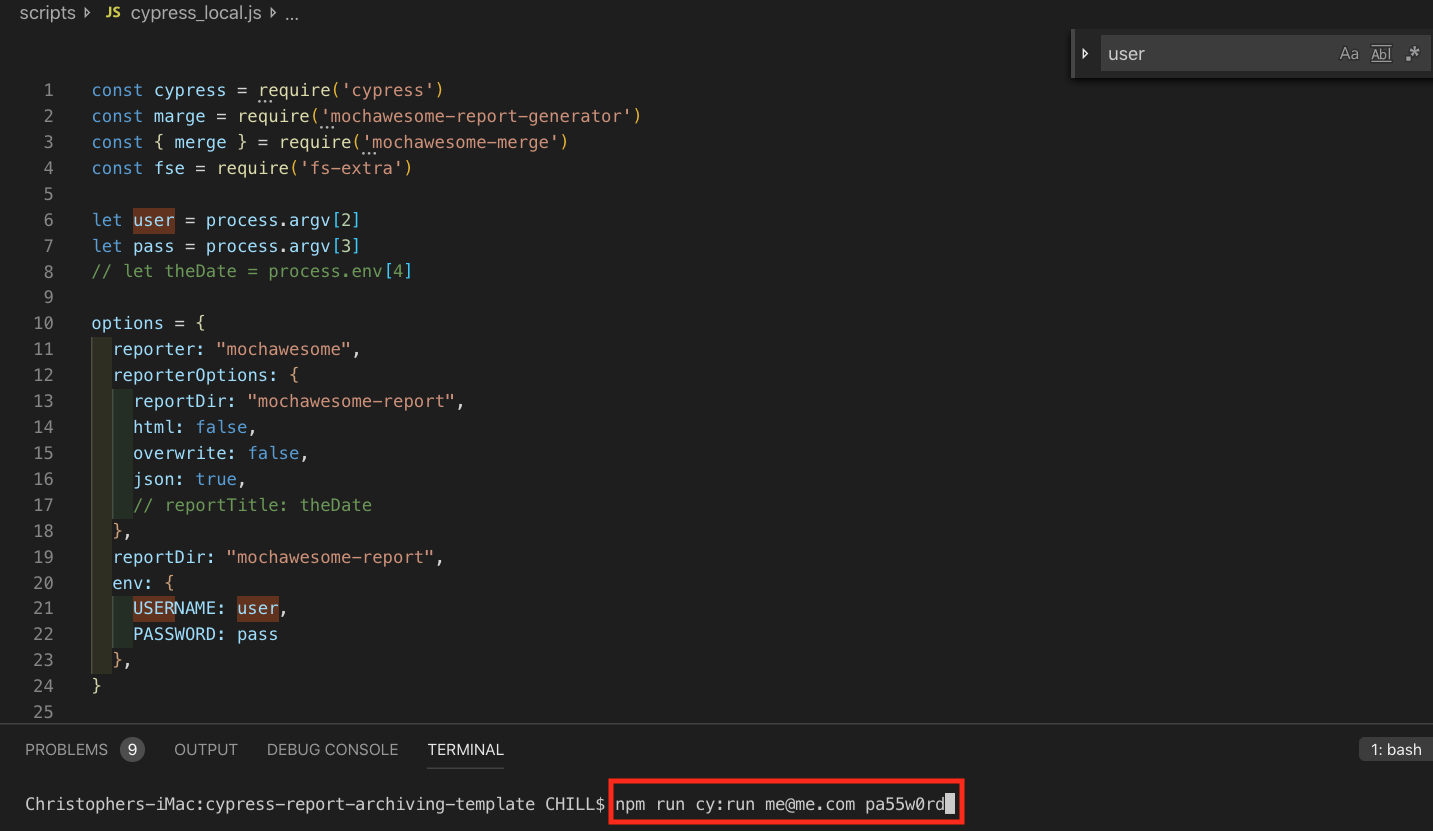 scripts JS cypress_local.js ...
user Aa Abl .*
1 const cypress = require('cypress')
2 const marge = require('mochawesome-report-generator')
3 const { merge } = require('mochawesome-merge')
4 const fse = require('fs-extra')
5
6 let user = process.argv[2]
7 let pass = process.argv[3]
8 // let theDate = process.env[4]
9
10 options = {
11 reporter: "mochawesome",
12 reporterOptions: {
13 reportDir: "mochawesome-report",
14 html: false,
15 overwrite: false,
16 json: true,
17 // reportTitle: theDate
18 },
19 reportDir: "mochawesome-report",
20 env: {
21 USERNAME: user,
22 PASSWORD: pass
23 },
24 }
25
PROBLEMS 9 OUTPUT DEBUG CONSOLE TERMINAL 1: bash
Christophers-iMac:cypress-report-archiving-template CHILL$ npm run cy:run me@me.com pa55w0rd